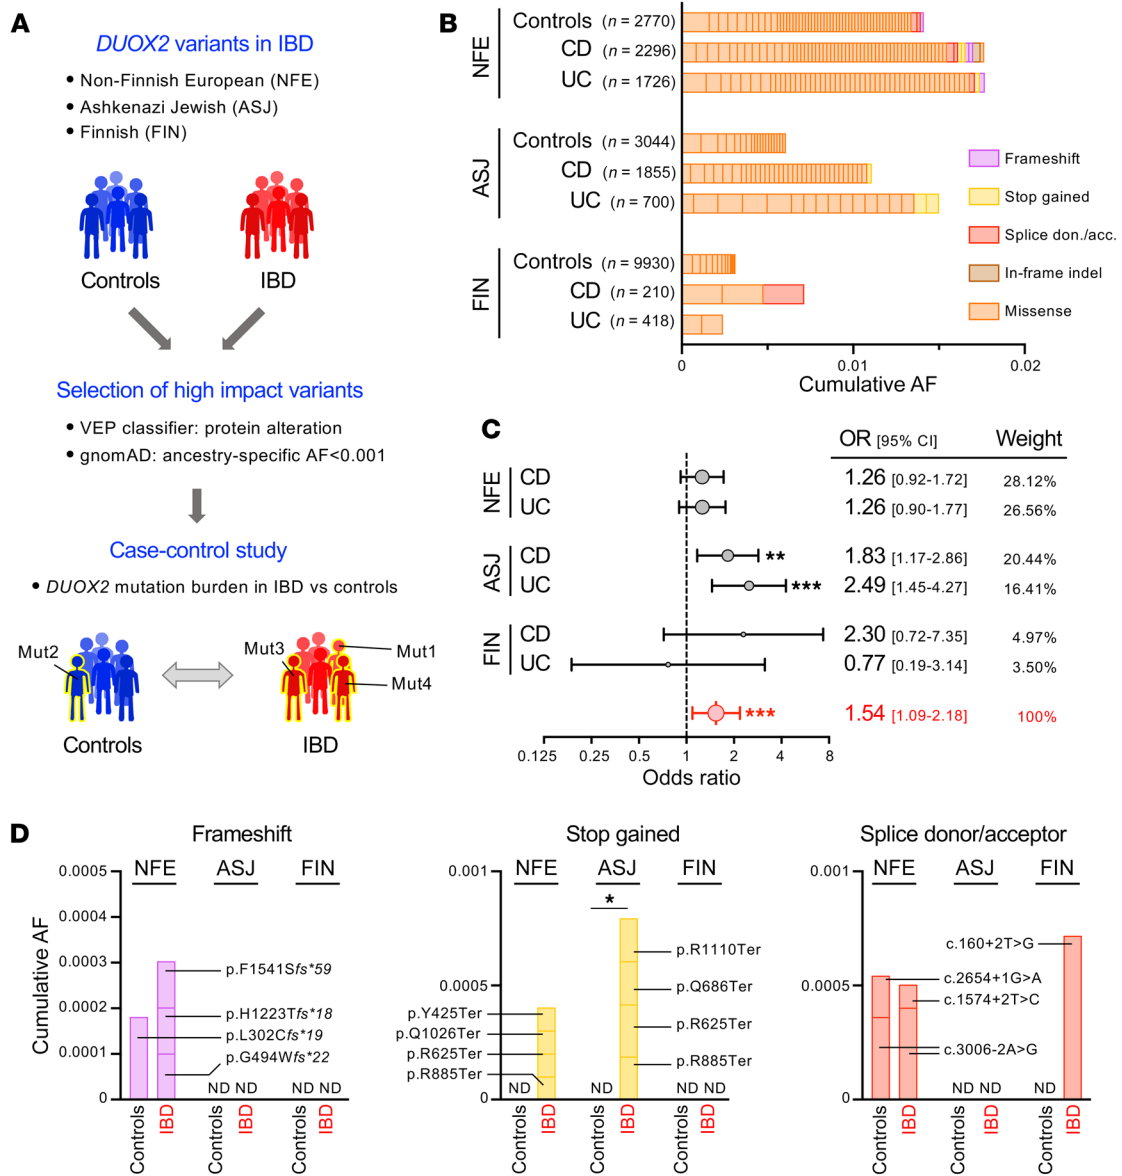 A
DUOX2 variants in IBD
• Non-Finnish European (NFE)
• Ashkenazi Jewish (ASJ)
• Finnish (FIN)
Controls
IBD
Selection of high impact variants
• VEP classifier: protein alteration
• gnomAD: ancestry-specific AF<0.001
Case-control study
• DUOX2 mutation burden in IBD vs controls
Mut2
Mut3
Mut1
Mut4
Controls
IBD
B
NFE
Controls (n = 2770)
CD (n = 2296)
UC (n = 1726)
ASJ
Controls (n = 3044)
CD (n = 1855)
UC (n = 700)
FIN
Controls (n = 9930)
CD (n = 210)
UC (n = 418)
Frameshift
Stop gained
Splice don./acc.
In-frame indel
Missense
0 0.01 0.02
Cumulative AF
C
OR [95% CI] Weight
NFE
CD 1.26 [0.92-1.72] 28.12%
UC 1.26 [0.90-1.77] 26.56%
ASJ
CD ** 1.83 [1.17-2.86] 20.44%
UC *** 2.49 [1.45-4.27] 16.41%
FIN
CD 2.30 [0.72-7.35] 4.97%
UC 0.77 [0.19-3.14] 3.50%
*** 1.54 [1.09-2.18] 100%
0.125 0.25 0.5 1 2 4 8
Odds ratio
D
Frameshift
NFE ASJ FIN
Cumulative AF
0.0005
0.0004
0.0003
0.0002
0.0001
0
p.F1541Sfs*59
p.H1223Tfs*18
p.L302Cfs*19
p.G494Wfs*22
ND ND ND ND
Controls IBD Controls IBD Controls IBD
Stop gained
NFE ASJ FIN
0.001
0.0005
0
*
p.Y425Ter
p.Q1026Ter
p.R625Ter
p.R885Ter
p.R1110Ter
p.Q686Ter
p.R625Ter
p.R885Ter
ND ND ND ND
Controls IBD Controls IBD Controls IBD
Splice donor/acceptor
NFE ASJ FIN
0.001
0.0005
0
c.160+2T>G
c.2654+1G>A
c.1574+2T>C
c.3006-2A>G
ND ND ND
Controls IBD Controls IBD Controls IBD